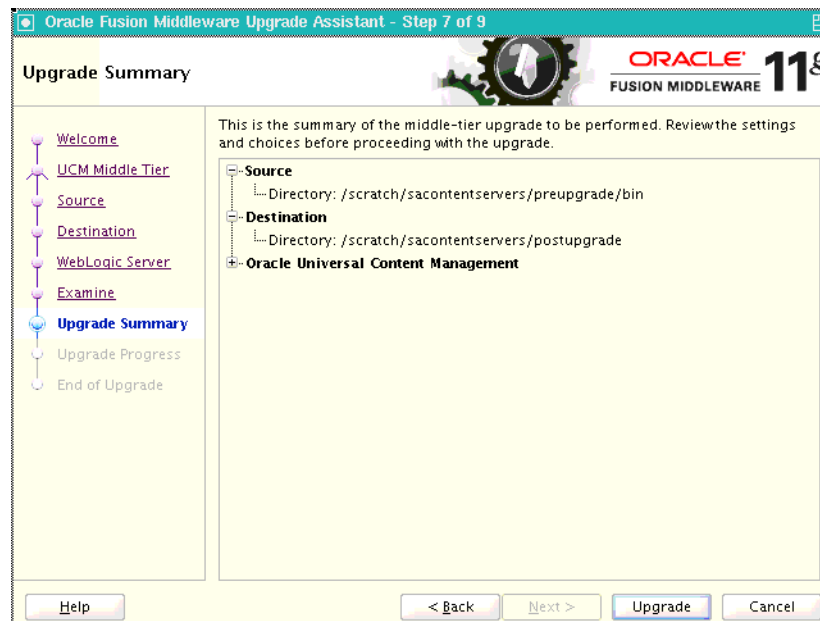 Oracle Fusion Middleware Upgrade Assistant - Step 7 of 9
Upgrade Summary
ORACLE
FUSION MIDDLEWARE
11g
Welcome
UCM Middle Tier
Source
Destination
WebLogic Server
Examine
Upgrade Summary
Upgrade Progress
End of Upgrade
This is the summary of the middle-tier upgrade to be performed. Review the settings
and choices before proceeding with the upgrade.
Source
Directory: /scratch/sacontentservers/preupgrade/bin
Destination
Directory: /scratch/sacontentservers/postupgrade
Oracle Universal Content Management
Help
< Back
Next >
Upgrade
Cancel